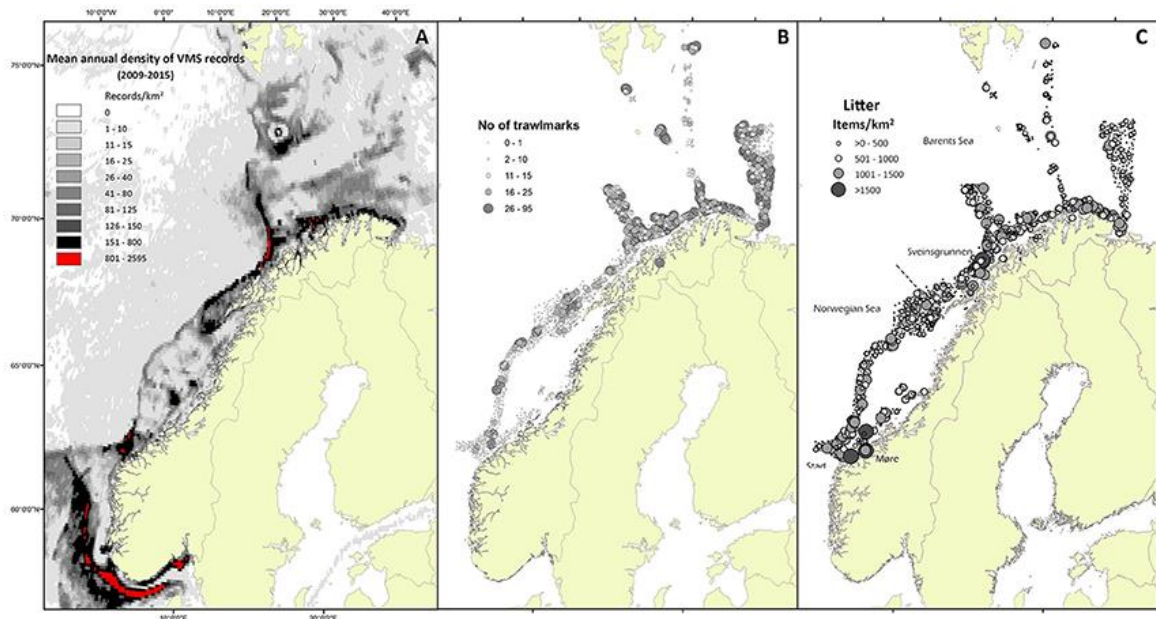 10°0'0"W
0°0'0"
10°0'0"E
20°0'0"E
30°0'0"E
40°0'0"E
A
Mean annual density of VMS records
(2009-2015)
Records/km²
0
1 - 10
11 - 15
16 - 25
26 - 40
41 - 80
81 - 125
126 - 150
151 - 800
801 - 2595
75°0'0"N
70°0'0"N
65°0'0"N
60°0'0"N
B
No of trawlmarks
0 - 1
2 - 10
11 - 15
16 - 25
26 - 95
C
Litter
Items/km²
>0 - 500
501 - 1000
1001 - 1500
>1500
Barents Sea
Sveinsgrunnen
Norwegian Sea
Møre